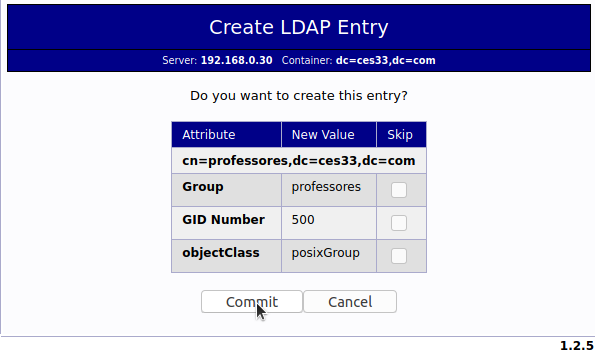 Create LDAP Entry
Server: 192.168.0.30 Container: dc=ces33,dc=com
Do you want to create this entry?
Attribute New Value Skip
cn=professores,dc=ces33,dc=com
Group professores
GID Number 500
objectClass posixGroup
Commit Cancel
1.2.5